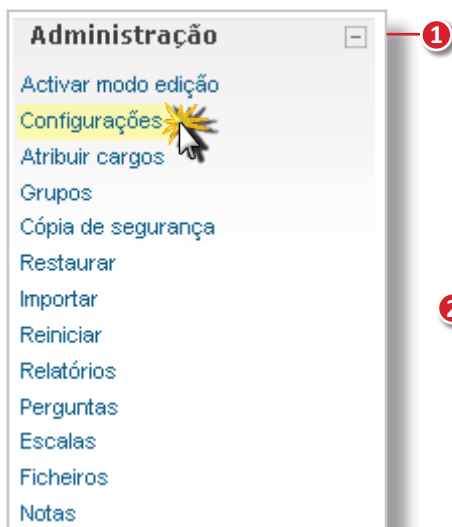 Administração
1
Activar modo edição
Configurações
Atribuir cargos
Grupos
Cópia de segurança
Restaurar
Importar
2
Reiniciar
Relatórios
Perguntas
Escalas
Ficheiros
Notas